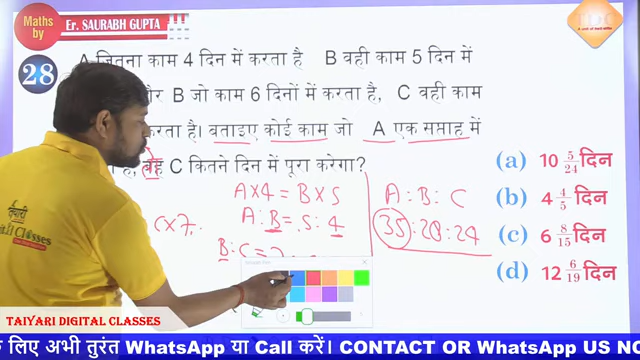 Maths by
Er. SAURABH GUPTA
28
A जितना काम 4 दिन में करता है B वही काम 5 दिन में
B जो काम 6 दिनों में करता है, C वही काम
करता है। बताइए कोई काम जो A एक सप्ताह में
है, वह C कितने दिन में पूरा करेगा?
(a) 10 5/24 दिन
(b) 4 4/5 दिन
(c) 6 8/15 दिन
(d) 12 6/19 दिन
A×4 = B×5
A:B = 5:4
C×7
B:C =
A:B:C
35:28:24
TAIYARI DIGITAL CLASSES
के लिए अभी तुरंत WhatsApp या Call करें। CONTACT OR WhatsApp US NO